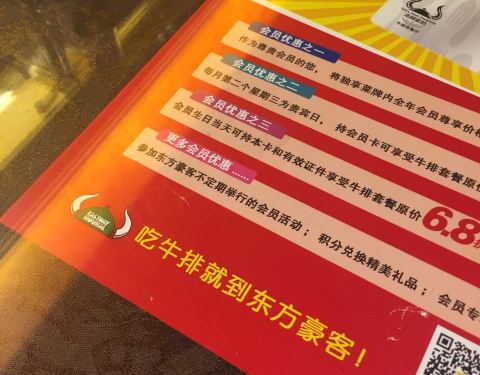 会员优惠之一
作为尊贵会员的您，将独享菜牌内全年会员尊享价格
会员优惠之二
每月第二个星期三为贵宾日，持会员卡可享受牛排套餐原价
会员优惠之三
会员生日当天可持本卡和有效证件享受牛排套餐原价6.8折
更多会员优惠……
参加东方豪客不定期举行的会员活动；积分兑换精美礼品；会员专
吃牛排就到东方豪客！